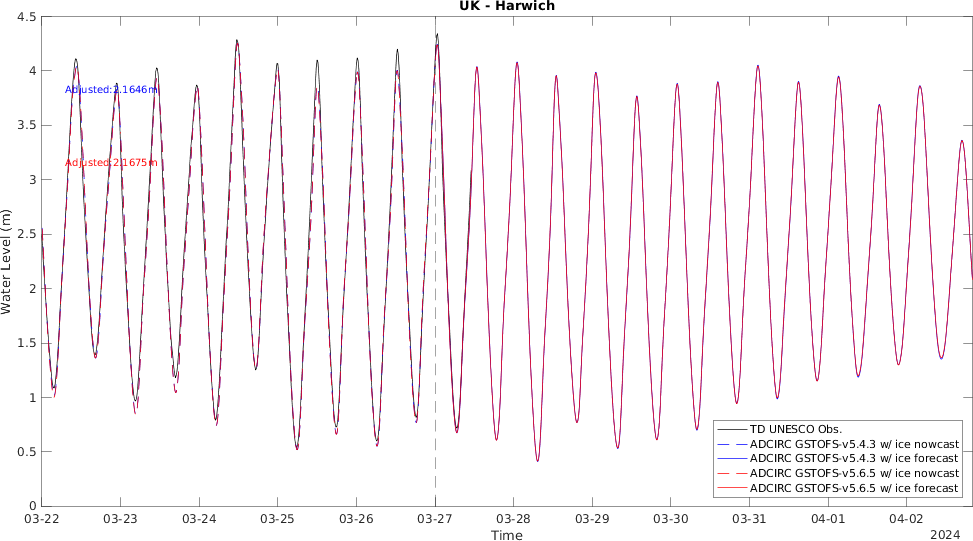 UK - Harwich
4.5
4
3.5
3
2.5
2
1.5
1
0.5
0
Water Level (m)
Adjusted:2.1646m
Adjusted:2.1675m
TD UNESCO Obs.
ADCIRC GSTOFS-v5.4.3 w/ ice nowcast
ADCIRC GSTOFS-v5.4.3 w/ ice forecast
ADCIRC GSTOFS-v5.6.5 w/ ice nowcast
ADCIRC GSTOFS-v5.6.5 w/ ice forecast
03-22 03-23 03-24 03-25 03-26 03-27 03-28 03-29 03-30 03-31 04-01 04-02
Time
2024